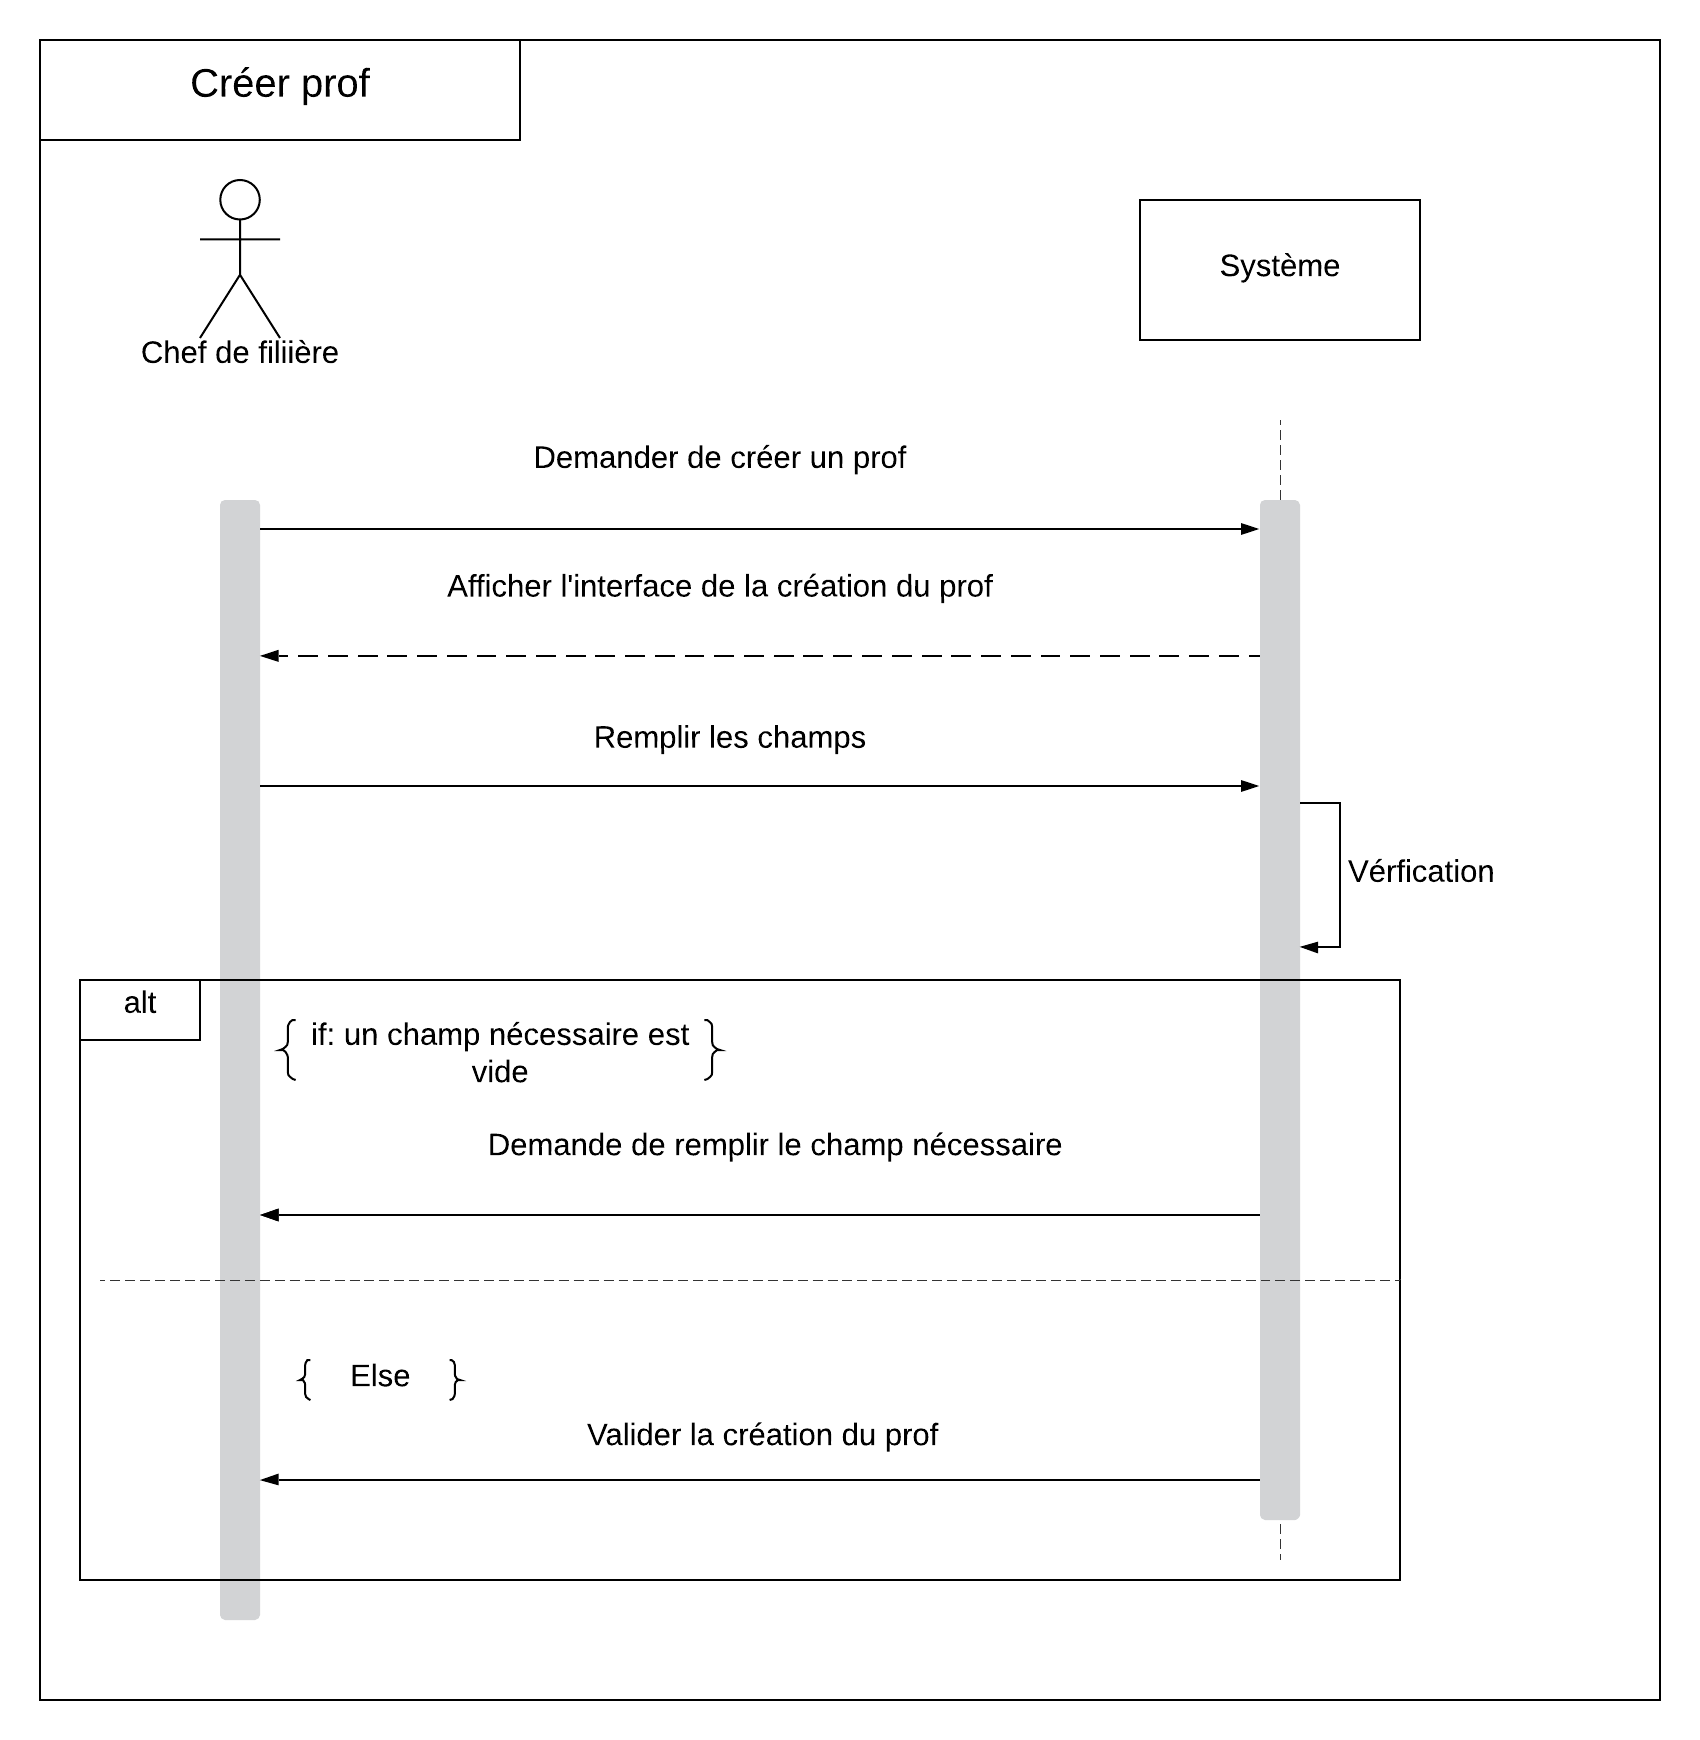 Créer prof
Système
Chef de filiière
Demander de créer un prof
Afficher l'interface de la création du prof
Remplir les champs
Vérfication
alt
if: un champ nécessaire est
vide
Demande de remplir le champ nécessaire
Else
Valider la création du prof